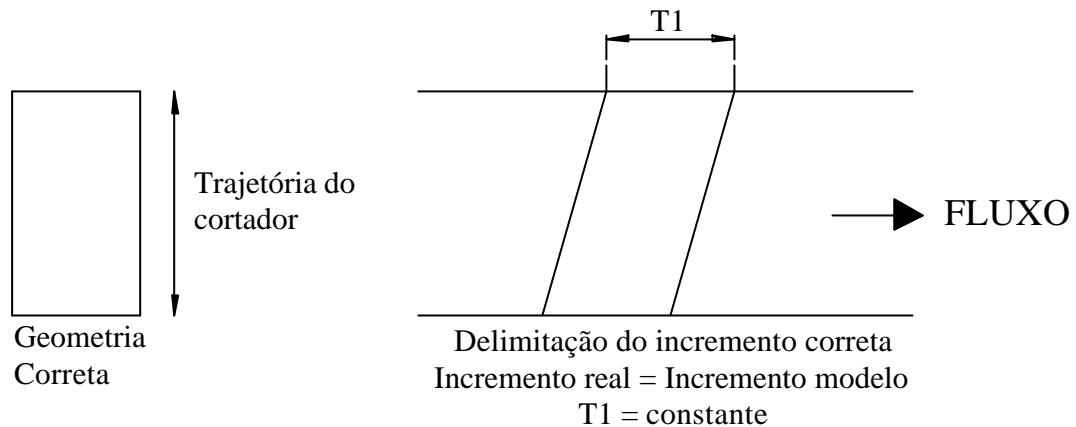 T1
Trajetória do
cortador
FLUXO
Geometria
Correta
Delimitação do incremento correta
Incremento real = Incremento modelo
T1 = constante